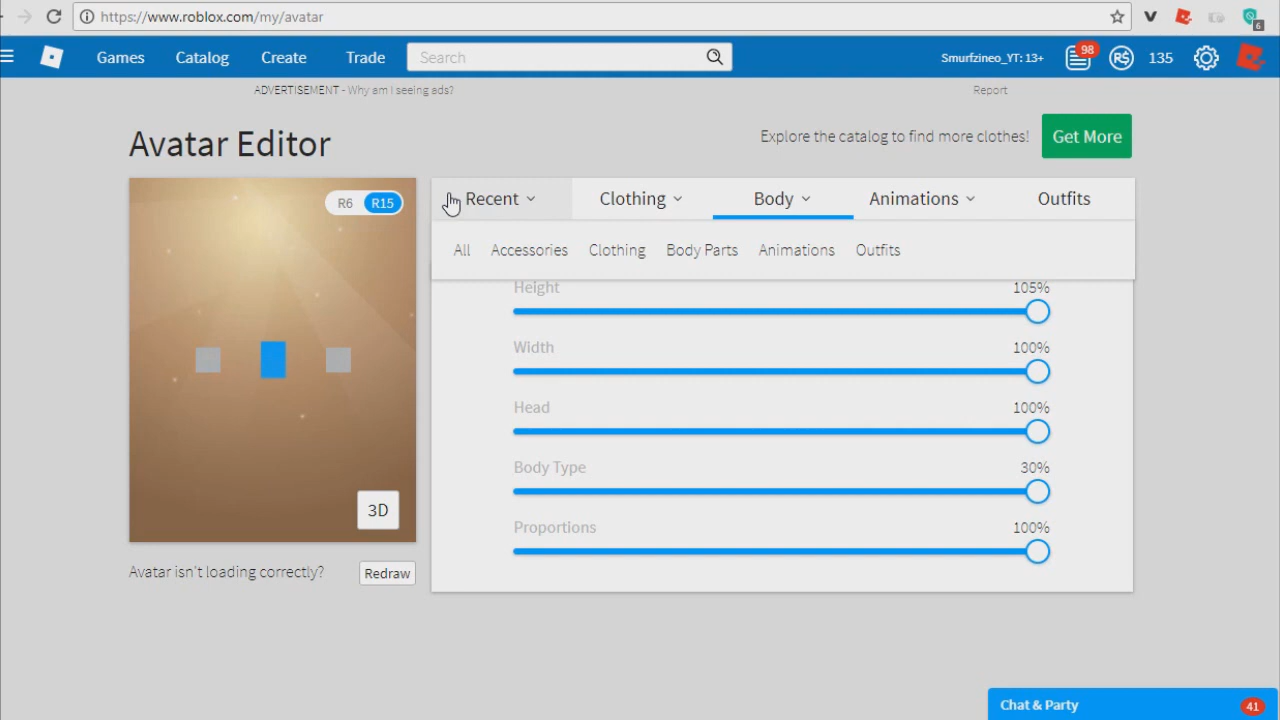 https://www.roblox.com/my/avatar
6
Games Catalog Create Trade Search Smurfzineo_YT: 13+ 98 R$ 135
ADVERTISEMENT - Why am I seeing ads? Report
Avatar Editor
Explore the catalog to find more clothes! Get More
R6 R15
Recent Clothing Body Animations Outfits
All Accessories Clothing Body Parts Animations Outfits
Height 105%
Width 100%
Head 100%
Body Type 30%
Proportions 100%
3D
Avatar isn't loading correctly? Redraw
Chat & Party 41